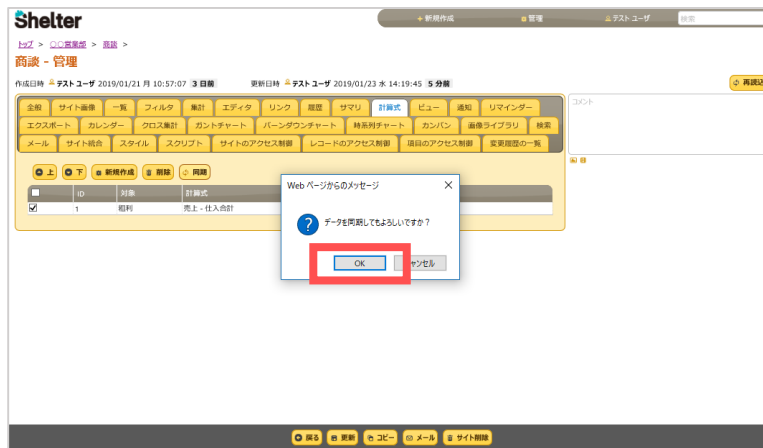 Shelter
新規作成 管理 テスト ユーザ 検索
トップ > ○○営業部 > 商談 >
商談 - 管理
作成日時 テスト ユーザ 2019/01/21 月 10:57:07 3 日前 更新日時 テスト ユーザ 2019/01/23 水 14:19:45 5 分前 再読込
全般 サイト画像 一覧 フィルタ 集計 エディタ リンク 履歴 サマリ 計算式 ビュー 通知 リマインダー
コメント
エクスポート カレンダー クロス集計 ガントチャート バーンダウンチャート 時系列チャート カンバン 画像ライブラリ 検索
メール サイト統合 スタイル スクリプト サイトのアクセス制御 レコードのアクセス制御 項目のアクセス制御 変更履歴の一覧
上 下 新規作成 削除 同期
ID 対象 計算式
1 粗利 売上 - 仕入合計
Web ページからのメッセージ
データを同期してもよろしいですか?
OK ャンセル
戻る 更新 コピー メール サイト削除